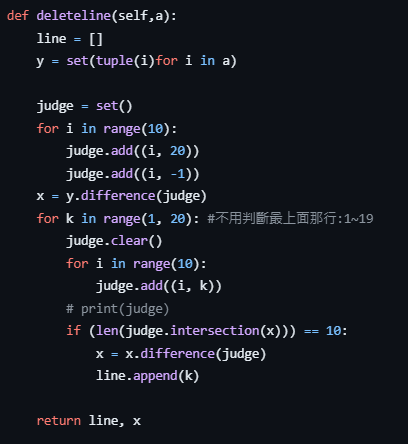 def deleteline(self,a):
    line = []
    y = set(tuple(i)for i in a)

    judge = set()
    for i in range(10):
        judge.add((i, 20))
        judge.add((i, -1))
    x = y.difference(judge)
    for k in range(1, 20): #不用判斷最上面那行:1~19
        judge.clear()
        for i in range(10):
            judge.add((i, k))
        # print(judge)
        if (len(judge.intersection(x))) == 10:
            x = x.difference(judge)
            line.append(k)

    return line, x